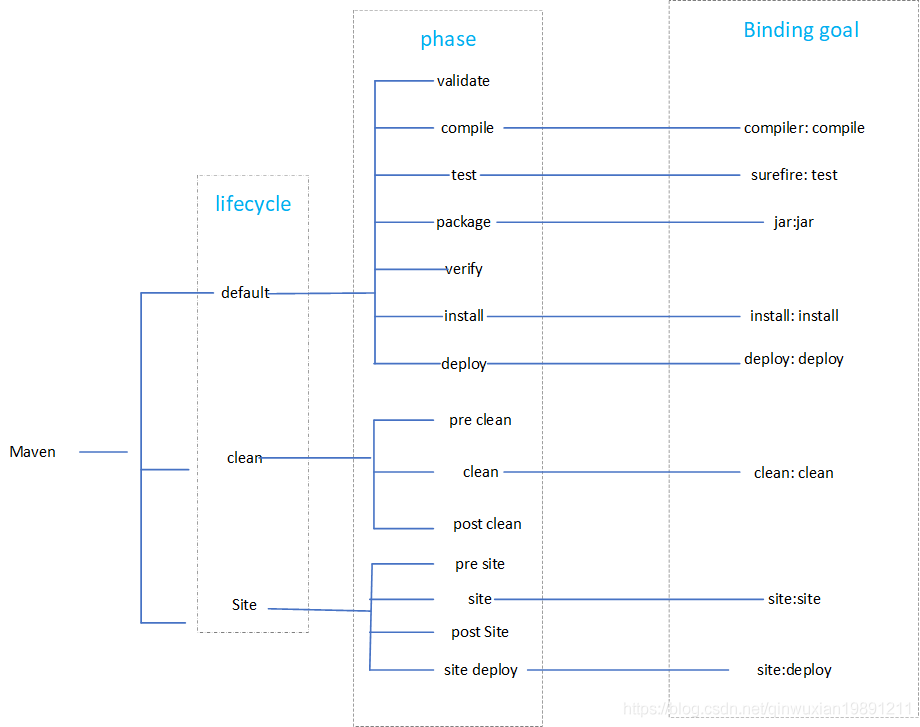 Binding goal
phase
validate
compile
compiler: compile
test
surefire: test
lifecycle
package
jar:jar
verify
default
install
install: install
deploy
deploy: deploy
pre clean
Maven
clean
clean
clean: clean
post clean
pre site
Site
site
site:site
post Site
site deploy
site:deploy
https://blog.csdn.net/qinwuxian19891211